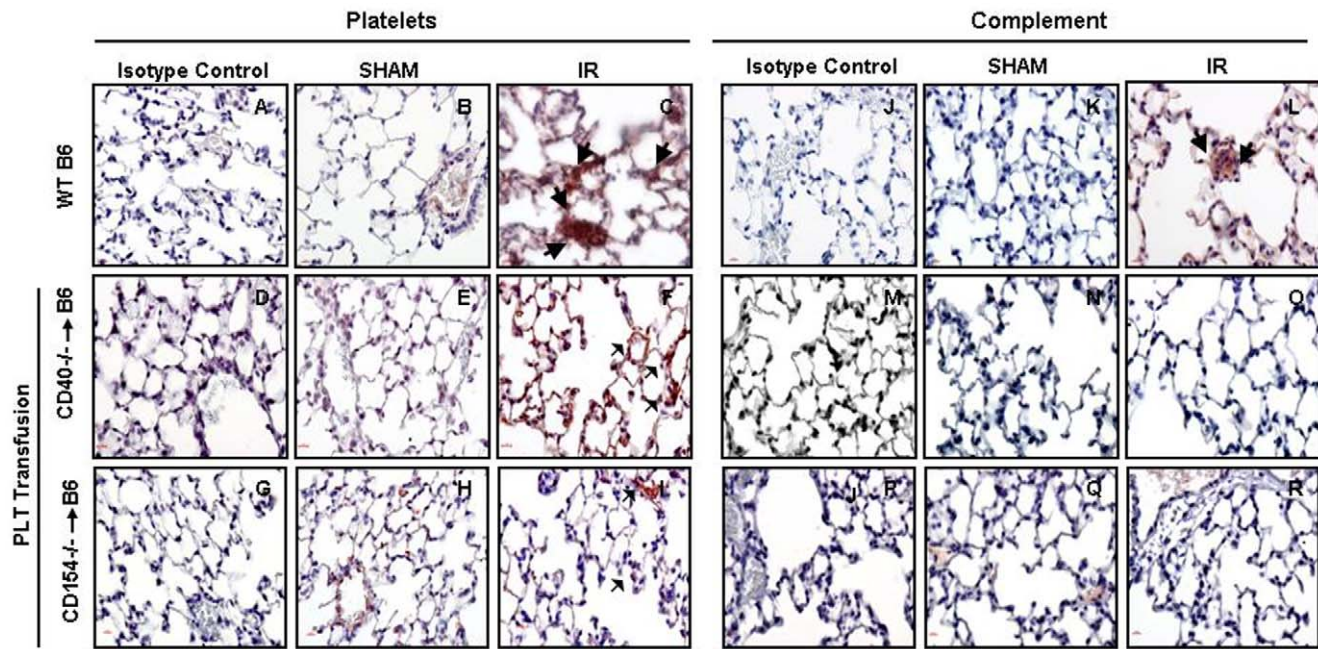 Platelets Complement
Isotype Control SHAM IR Isotype Control SHAM IR
WT B6
A B C J K L
PLT Transfusion
CD40-/- → B6
D E F M N O
CD154-/- → B6
G H I J P Q R